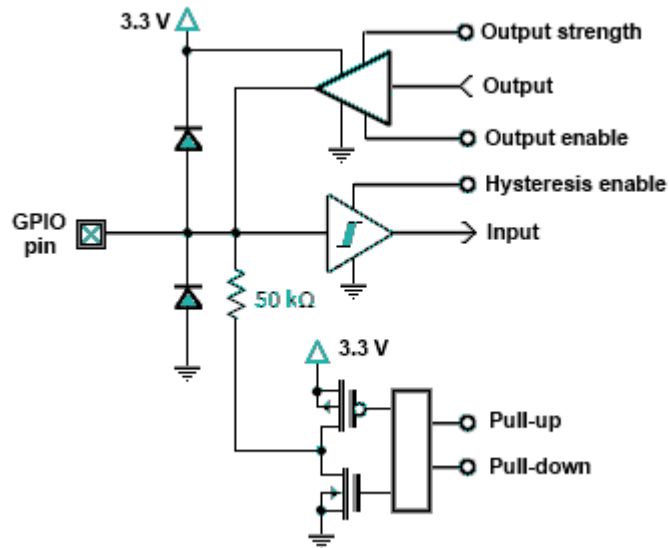 3.3 V
Output strength
Output
Output enable
Hysteresis enable
GPIO
pin
Input
50 kΩ
3.3 V
Pull-up
Pull-down